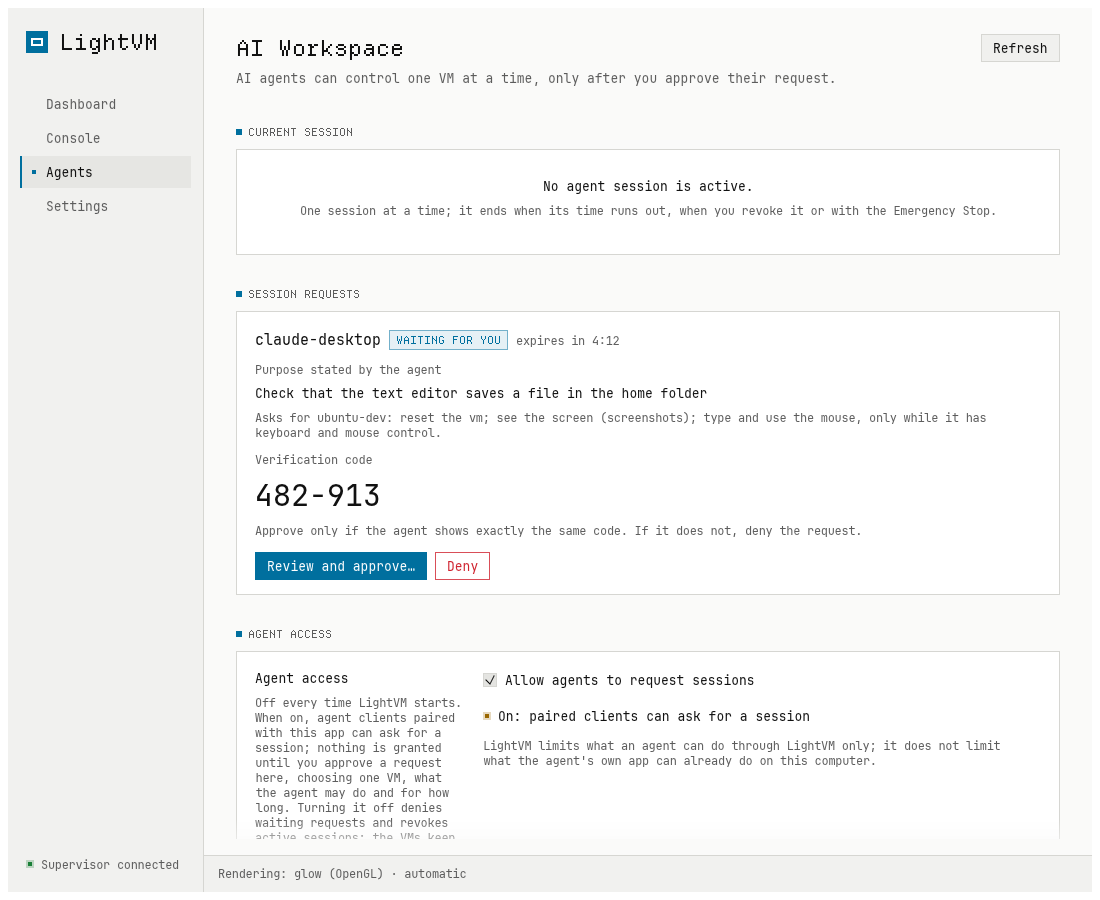 LightVM
Dashboard
Console
Agents
Settings
Supervisor connected
AI Workspace
Refresh
AI agents can control one VM at a time, only after you approve their request.
CURRENT SESSION
No agent session is active.
One session at a time; it ends when its time runs out, when you revoke it or with the Emergency Stop.
SESSION REQUESTS
claude-desktop WAITING FOR YOU expires in 4:12
Purpose stated by the agent
Check that the text editor saves a file in the home folder
Asks for ubuntu-dev: reset the vm; see the screen (screenshots); type and use the mouse, only while it has
keyboard and mouse control.
Verification code
482-913
Approve only if the agent shows exactly the same code. If it does not, deny the request.
Review and approve…
Deny
AGENT ACCESS
Agent access
Off every time LightVM starts.
When on, agent clients paired
with this app can ask for a
session; nothing is granted
until you approve a request
here, choosing one VM, what
the agent may do and for how
long. Turning it off denies
waiting requests and revokes
active sessions; the VMs keep
Allow agents to request sessions
On: paired clients can ask for a session
LightVM limits what an agent can do through LightVM only; it does not limit
what the agent's own app can already do on this computer.
Rendering: glow (OpenGL) · automatic